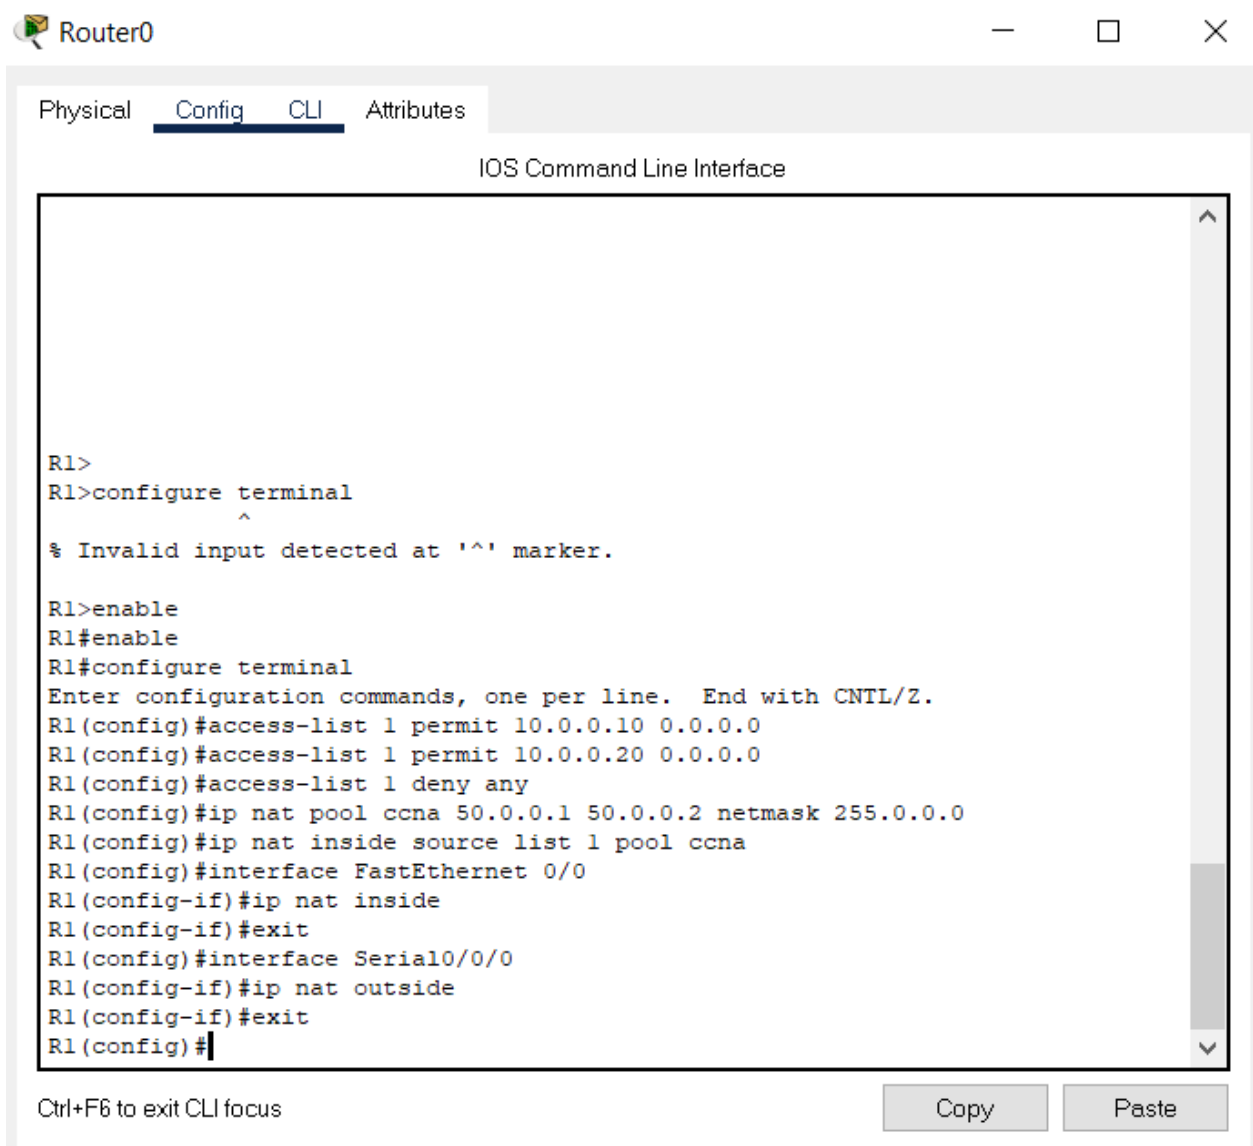 Router0
Physical Config CLI Attributes
IOS Command Line Interface
R1>
R1>configure terminal
^
% Invalid input detected at '^' marker.
R1>enable
R1#enable
R1#configure terminal
Enter configuration commands, one per line.  End with CNTL/Z.
R1(config)#access-list 1 permit 10.0.0.10 0.0.0.0
R1(config)#access-list 1 permit 10.0.0.20 0.0.0.0
R1(config)#access-list 1 deny any
R1(config)#ip nat pool ccna 50.0.0.1 50.0.0.2 netmask 255.0.0.0
R1(config)#ip nat inside source list 1 pool ccna
R1(config)#interface FastEthernet 0/0
R1(config-if)#ip nat inside
R1(config-if)#exit
R1(config)#interface Serial0/0/0
R1(config-if)#ip nat outside
R1(config-if)#exit
R1(config)#
Ctrl+F6 to exit CLI focus
Copy Paste